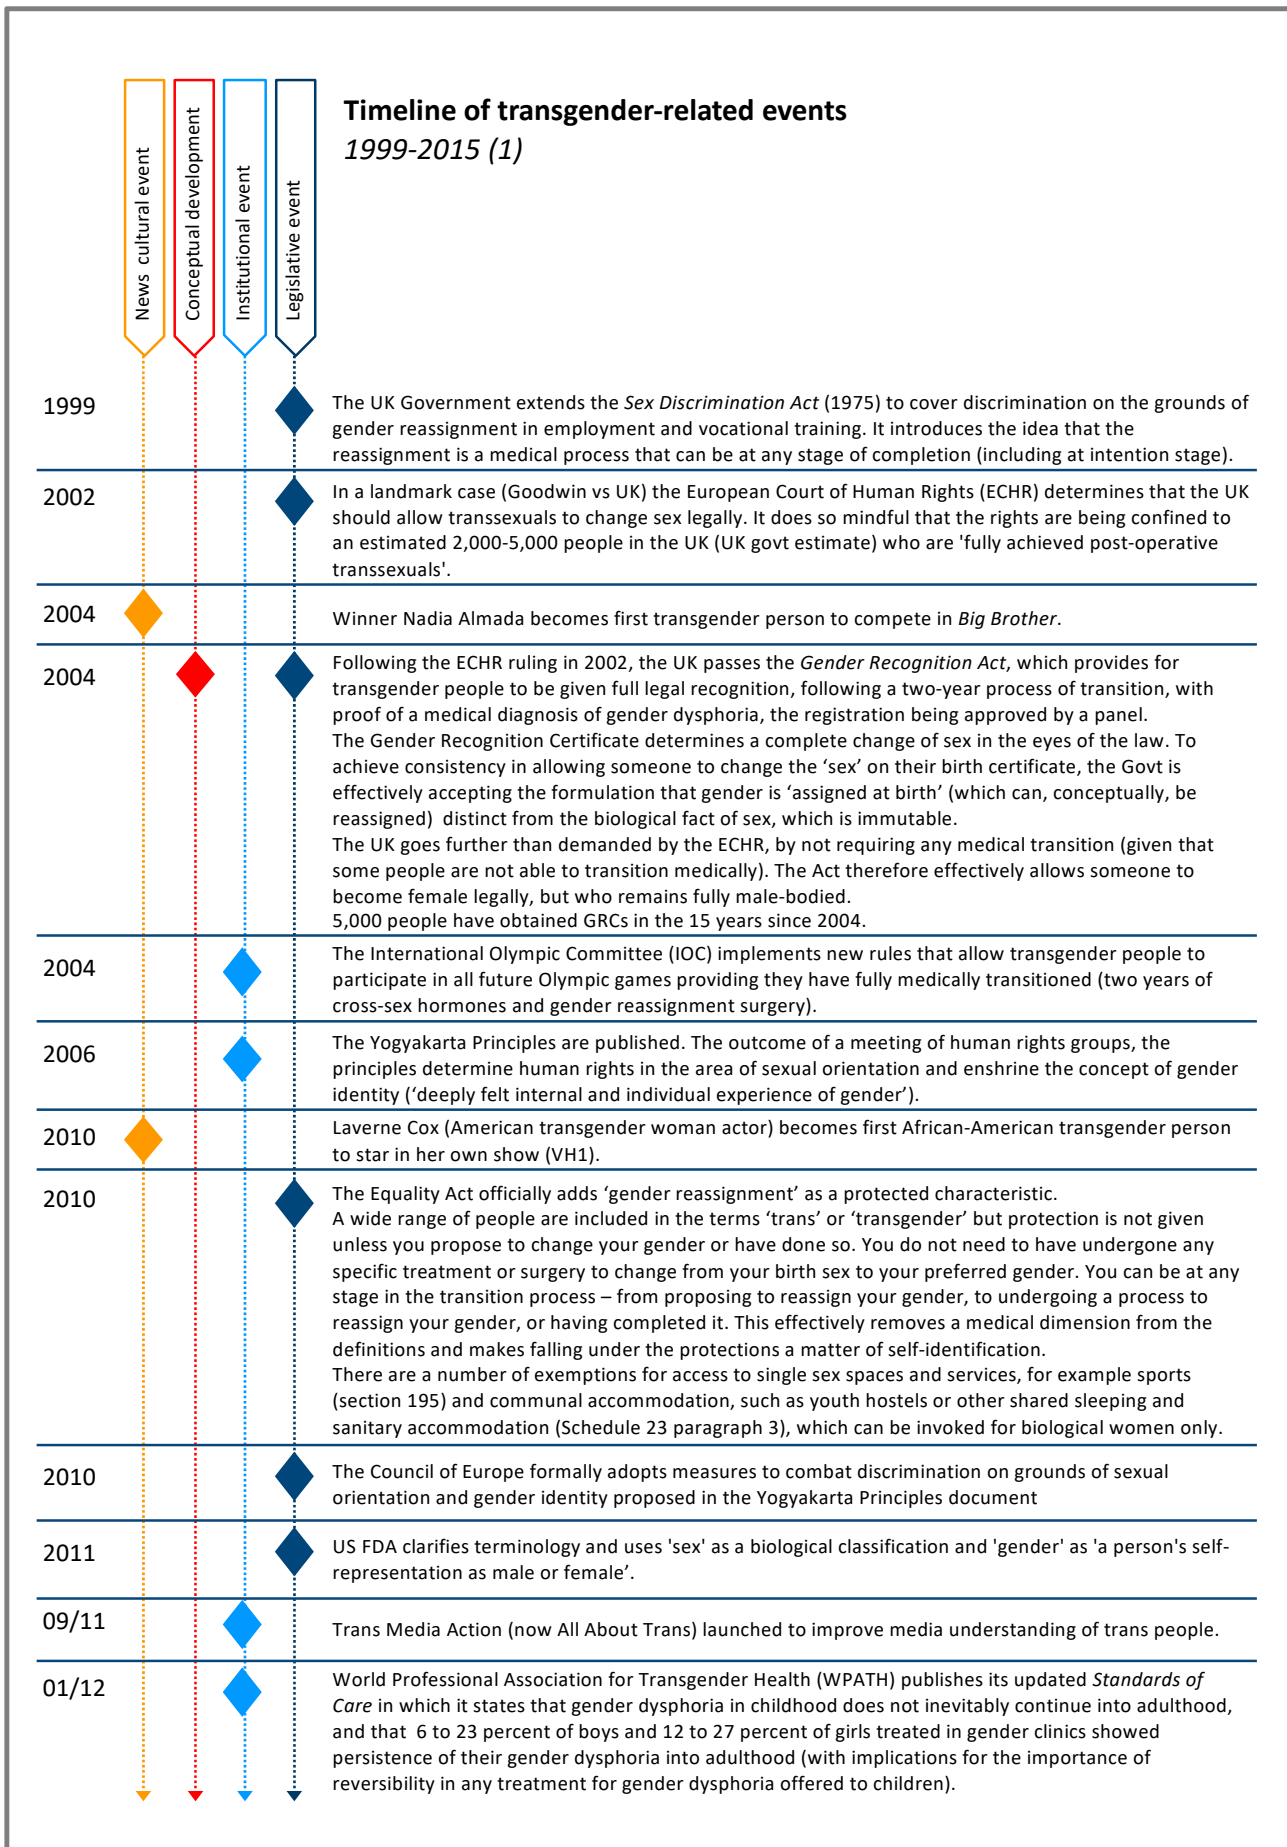 News  cultural event
Conceptual development
Institutional event
Legislative event
Timeline of transgender-related events
1999-2015 (1)
1999
The UK Government extends the Sex Discrimination Act (1975) to cover discrimination on the grounds of
gender reassignment in employment and vocational training. It introduces the idea that the
reassignment is a medical process that can be at any stage of completion (including at intention stage).
2002
In a landmark case (Goodwin vs UK) the European Court of Human Rights (ECHR) determines that the UK
should allow transsexuals to change sex legally. It does so mindful that the rights are being confined to
an estimated 2,000-5,000 people in the UK (UK govt estimate) who are 'fully achieved post-operative
transsexuals'.
2004
Winner Nadia Almada becomes first transgender person to compete in Big Brother.
2004
Following the ECHR ruling in 2002, the UK passes the Gender Recognition Act, which provides for
transgender people to be given full legal recognition, following a two-year process of transition, with
proof of a medical diagnosis of gender dysphoria, the registration being approved by a panel.
The Gender Recognition Certificate determines a complete change of sex in the eyes of the law. To
achieve consistency in allowing someone to change the ‘sex’ on their birth certificate, the Govt is
effectively accepting the formulation that gender is ‘assigned at birth’ (which can, conceptually, be
reassigned)  distinct from the biological fact of sex, which is immutable.
The UK goes further than demanded by the ECHR, by not requiring any medical transition (given that
some people are not able to transition medically). The Act therefore effectively allows someone to
become female legally, but who remains fully male-bodied.
5,000 people have obtained GRCs in the 15 years since 2004.
2004
The International Olympic Committee (IOC) implements new rules that allow transgender people to
participate in all future Olympic games providing they have fully medically transitioned (two years of
cross-sex hormones and gender reassignment surgery).
2006
The Yogyakarta Principles are published. The outcome of a meeting of human rights groups, the
principles determine human rights in the area of sexual orientation and enshrine the concept of gender
identity (‘deeply felt internal and individual experience of gender’).
2010
Laverne Cox (American transgender woman actor) becomes first African-American transgender person
to star in her own show (VH1).
2010
The Equality Act officially adds ‘gender reassignment’ as a protected characteristic.
A wide range of people are included in the terms ‘trans’ or ‘transgender’ but protection is not given
unless you propose to change your gender or have done so. You do not need to have undergone any
specific treatment or surgery to change from your birth sex to your preferred gender. You can be at any
stage in the transition process – from proposing to reassign your gender, to undergoing a process to
reassign your gender, or having completed it. This effectively removes a medical dimension from the
definitions and makes falling under the protections a matter of self-identification.
There are a number of exemptions for access to single sex spaces and services, for example sports
(section 195) and communal accommodation, such as youth hostels or other shared sleeping and
sanitary accommodation (Schedule 23 paragraph 3), which can be invoked for biological women only.
2010
The Council of Europe formally adopts measures to combat discrimination on grounds of sexual
orientation and gender identity proposed in the Yogyakarta Principles document
2011
US FDA clarifies terminology and uses 'sex' as a biological classification and 'gender' as 'a person's self-
representation as male or female’.
09/11
Trans Media Action (now All About Trans) launched to improve media understanding of trans people.
01/12
World Professional Association for Transgender Health (WPATH) publishes its updated Standards of
Care in which it states that gender dysphoria in childhood does not inevitably continue into adulthood,
and that  6 to 23 percent of boys and 12 to 27 percent of girls treated in gender clinics showed
persistence of their gender dysphoria into adulthood (with implications for the importance of
reversibility in any treatment for gender dysphoria offered to children).